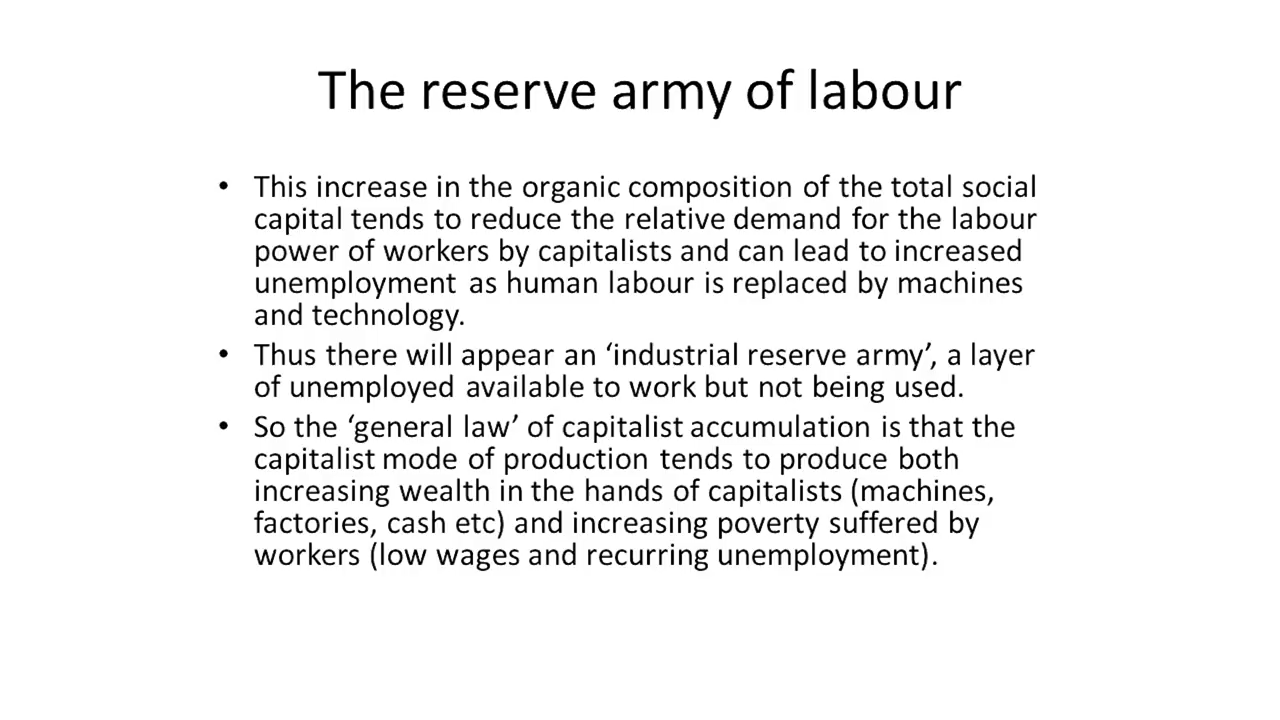 The reserve army of labour
• This increase in the organic composition of the total social
capital tends to reduce the relative demand for the labour
power of workers by capitalists and can lead to increased
unemployment as human labour is replaced by machines
and technology.
• Thus there will appear an ‘industrial reserve army’, a layer
of unemployed available to work but not being used.
• So the ‘general law’ of capitalist accumulation is that the
capitalist mode of production tends to produce both
increasing wealth in the hands of capitalists (machines,
factories, cash etc) and increasing poverty suffered by
workers (low wages and recurring unemployment).